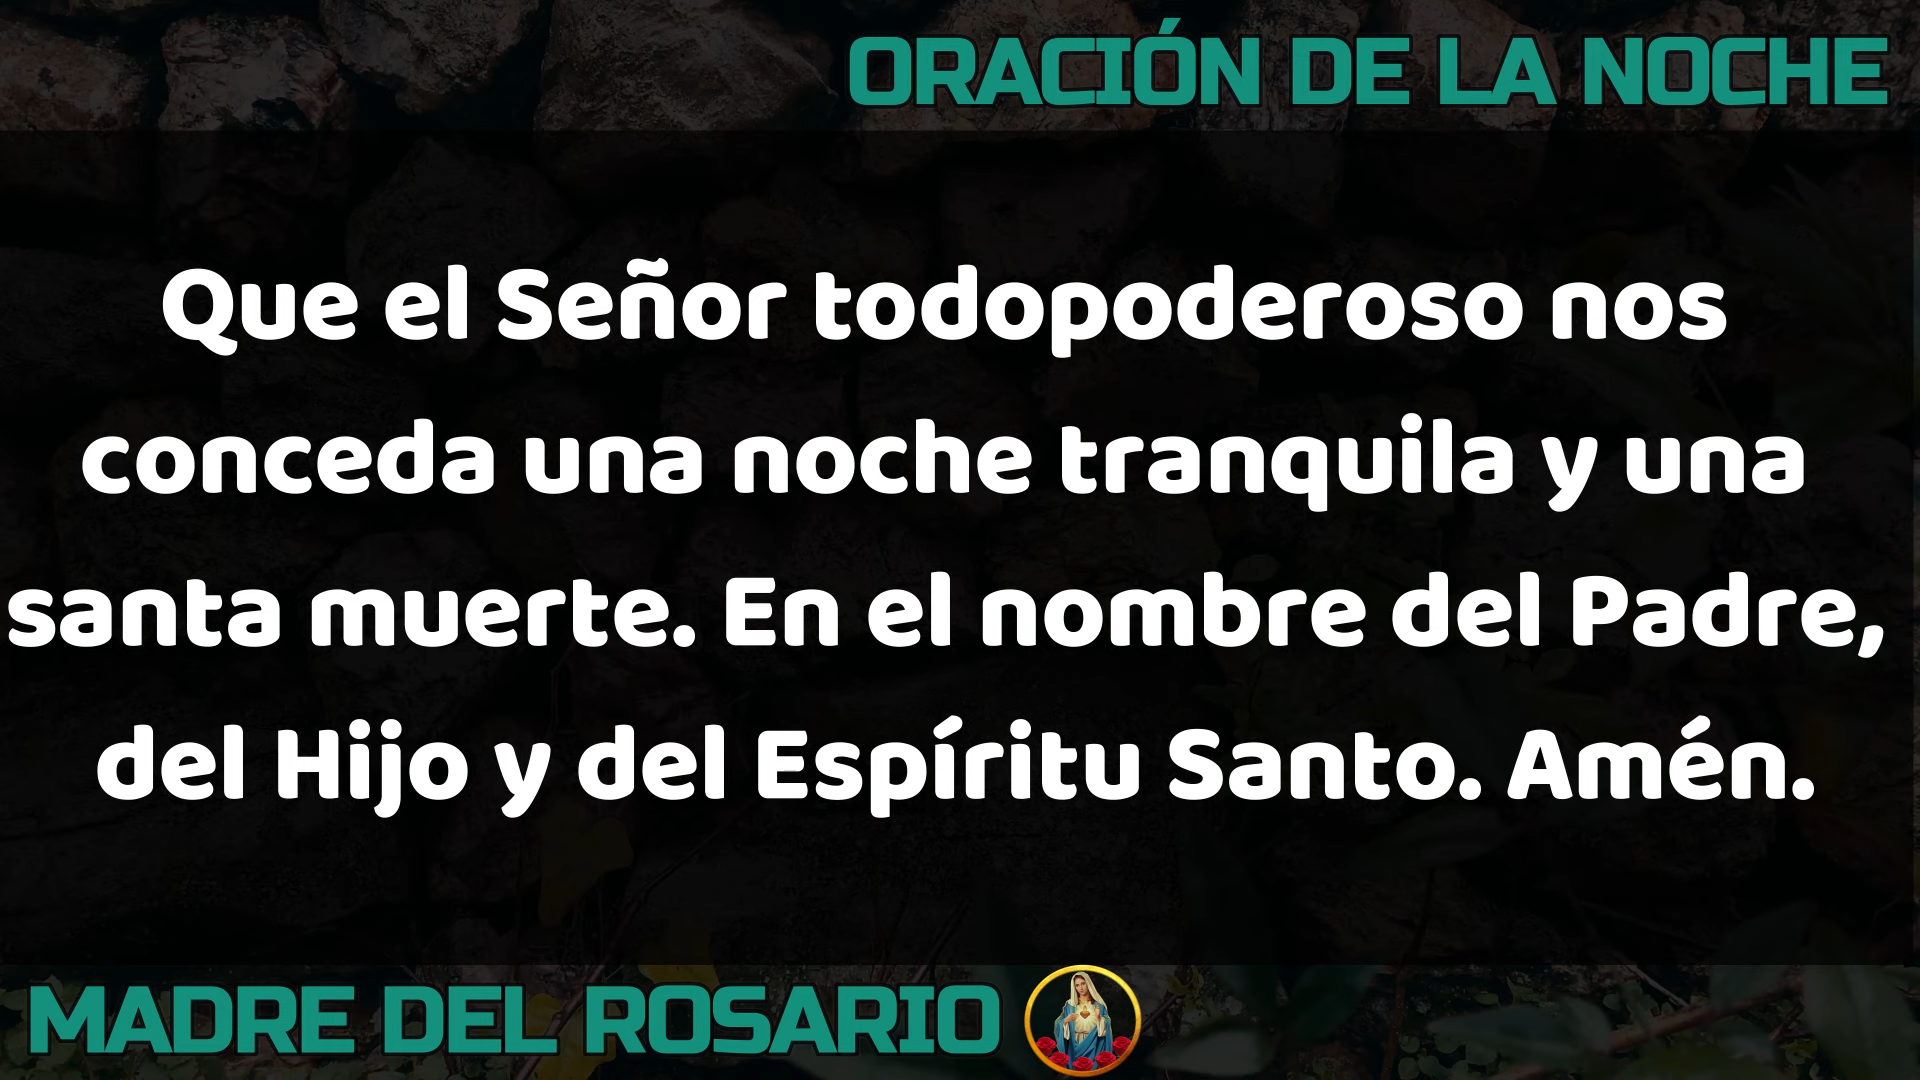 ORACIÓN DE LA NOCHE
Que el Señor todopoderoso nos
conceda una noche tranquila y una
santa muerte. En el nombre del Padre,
del Hijo y del Espíritu Santo. Amén.
MADRE DEL ROSARIO